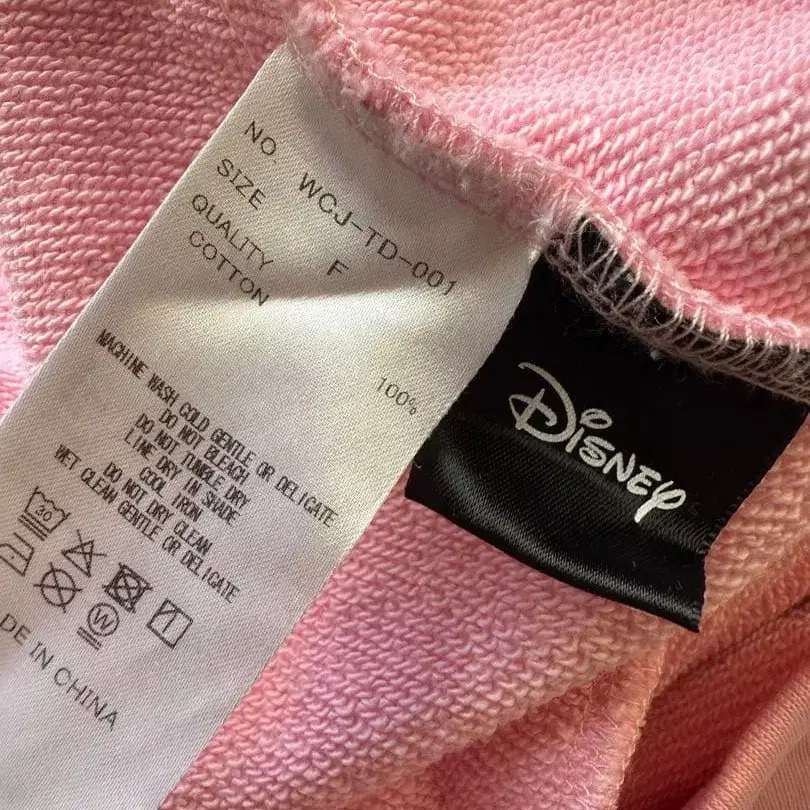 NO. WCJ-TD-001
SIZE F
QUALITY
COTTON 100%
MACHINE WASH COLD GENTLE OR DELICATE
DO NOT BLEACH
DO NOT TUMBLE DRY
LINE DRY IN SHADE
COOL IRON
DO NOT DRY CLEAN
WET CLEAN GENTLE OR DELICATE
30
W
DE IN CHINA
Disney